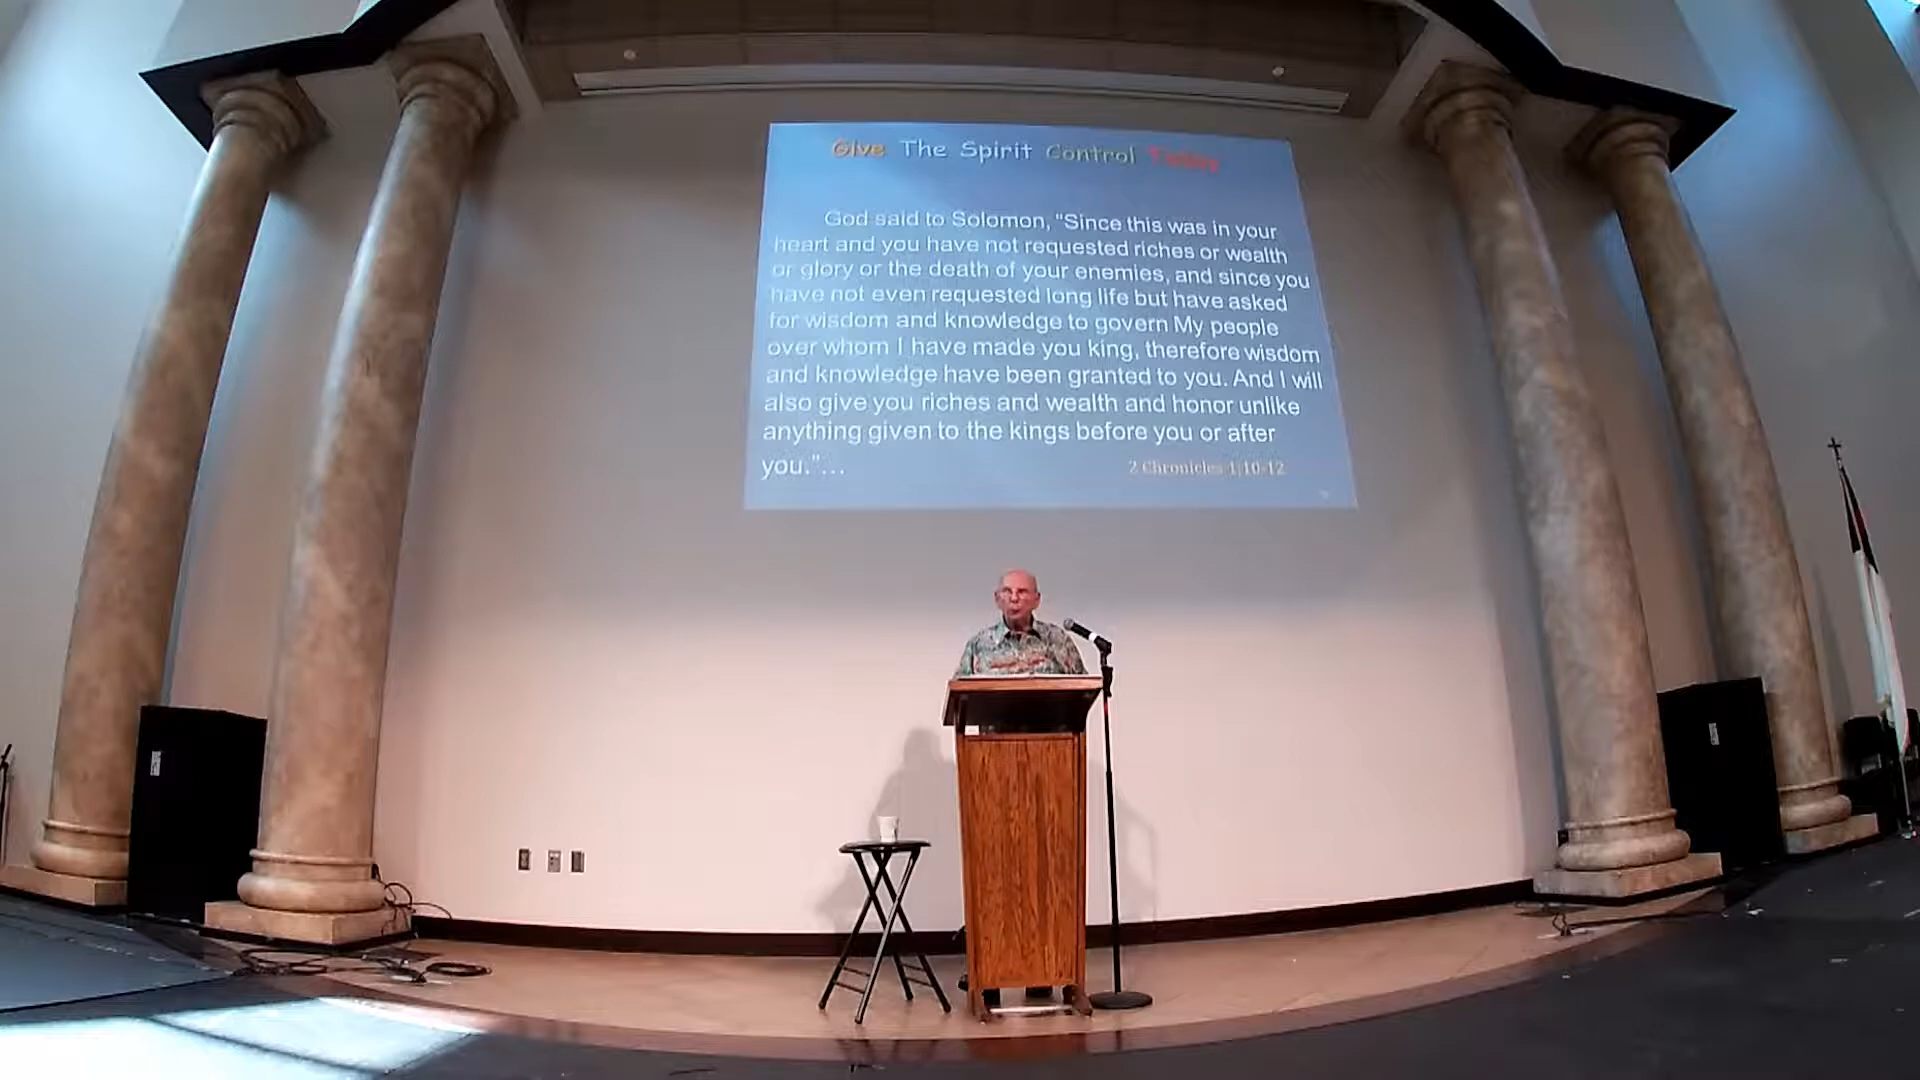 Give The Spirit Control Today
God said to Solomon, "Since this was in your
heart and you have not requested riches or wealth
or glory or the death of your enemies, and since you
have not even requested long life but have asked
for wisdom and knowledge to govern My people
over whom I have made you king, therefore wisdom
and knowledge have been granted to you. And I will
also give you riches and wealth and honor unlike
anything given to the kings before you or after
you."...
2 Chronicles 1:10-12